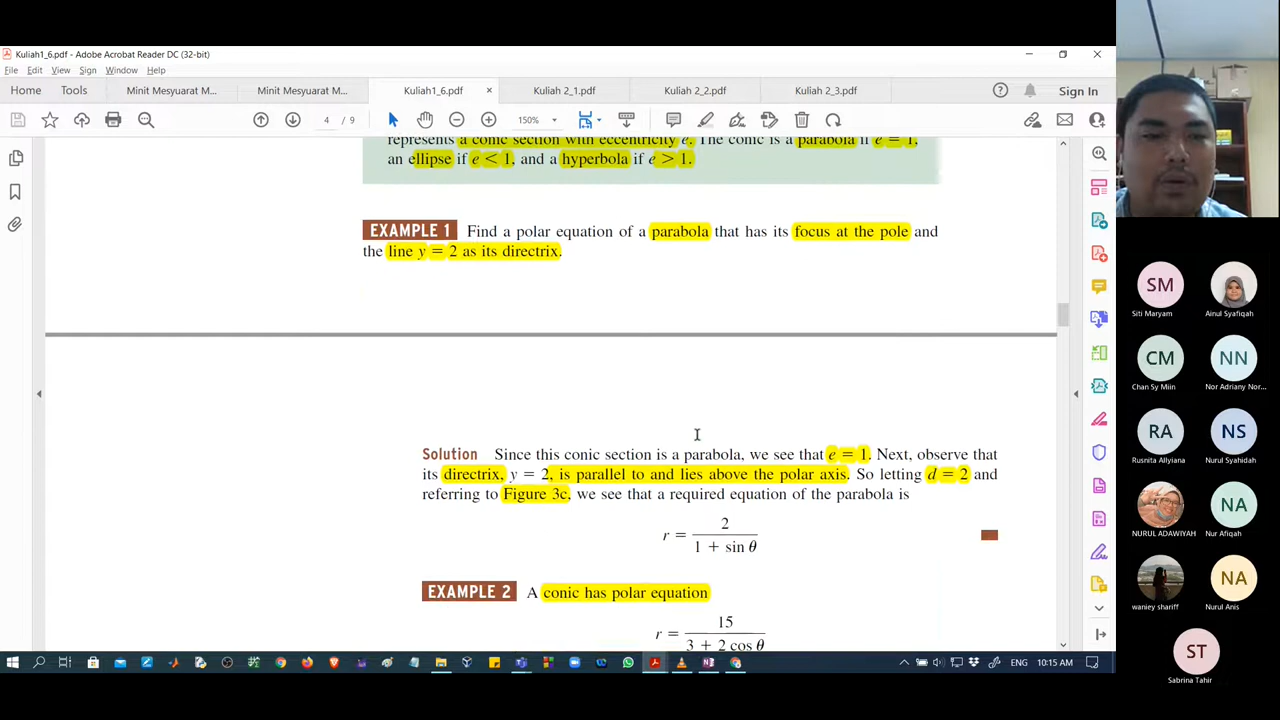 Kuliah1_6.pdf - Adobe Acrobat Reader DC (32-bit)
File Edit View Sign Window Help
Home Tools Minit Mesyuarat M... Minit Mesyuarat M... Kuliah1_6.pdf × Kuliah 2_1.pdf Kuliah 2_2.pdf Kuliah 2_3.pdf Sign In
4 / 9 150%
represents a conic section with eccentricity e. The conic is a parabola if e = 1,
an ellipse if e < 1, and a hyperbola if e > 1.
EXAMPLE 1 Find a polar equation of a parabola that has its focus at the pole and
the line y = 2 as its directrix.
Solution Since this conic section is a parabola, we see that e = 1. Next, observe that
its directrix, y = 2, is parallel to and lies above the polar axis. So letting d = 2 and
referring to Figure 3c, we see that a required equation of the parabola is
r = 2 / (1 + sin θ)
EXAMPLE 2 A conic has polar equation
r = 15 / (3 + 2 cos θ)
SM
Siti Maryam
Ainul Syafiqah
CM
Chan Sy Miin
NN
Nor Adriany Nor...
RA
Rusnita Allyiana
NS
Nurul Syahidah
NURUL ADAWIYAH
NA
Nur Afiqah
waniey shariff
NA
Nurul Anis
ST
Sabrina Tahir
ENG 10:15 AM